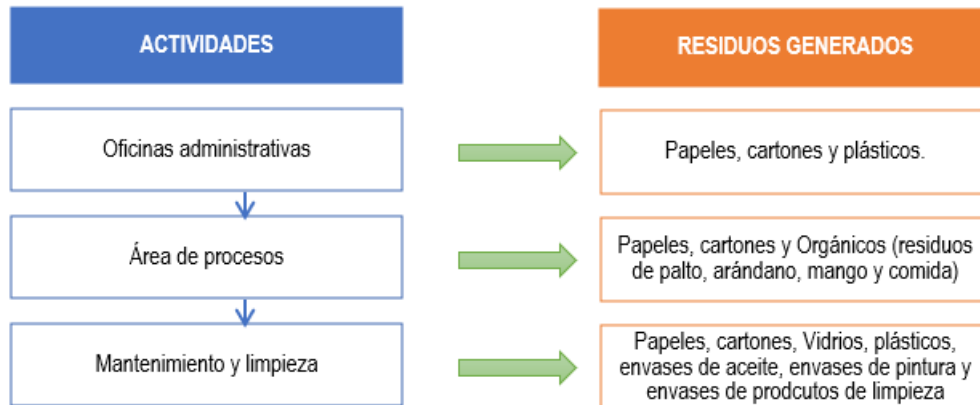 ACTIVIDADES
RESIDUOS GENERADOS
Oficinas administrativas
Papeles, cartones y plásticos.
Área de procesos
Papeles, cartones y Orgánicos (residuos
de palto, arándano, mango y comida)
Mantenimiento y limpieza
Papeles, cartones, Vidrios, plásticos,
envases de aceite, envases de pintura y
envases de prodcutos de limpieza